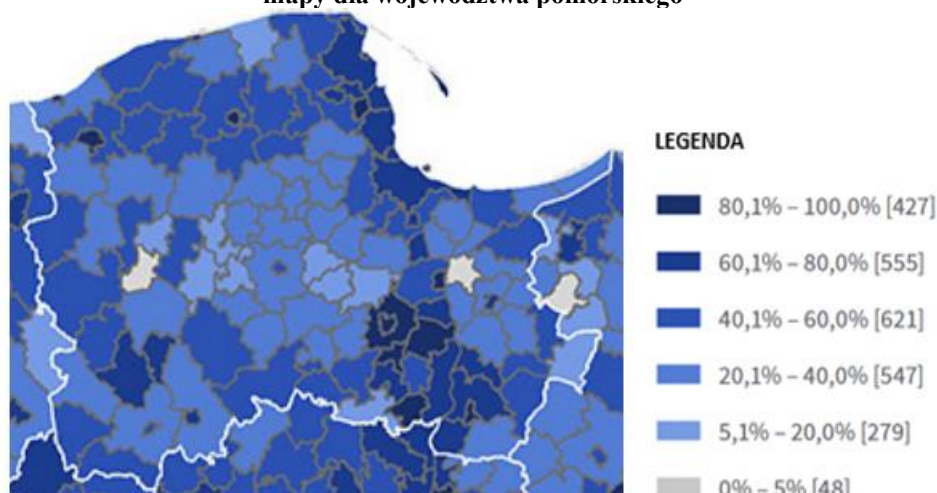 mapy dla województwa pomorskiego
LEGENDA
80,1% – 100,0% [427]
60,1% – 80,0% [555]
40,1% – 60,0% [621]
20,1% – 40,0% [547]
5,1% – 20,0% [279]
0% – 5% [48]